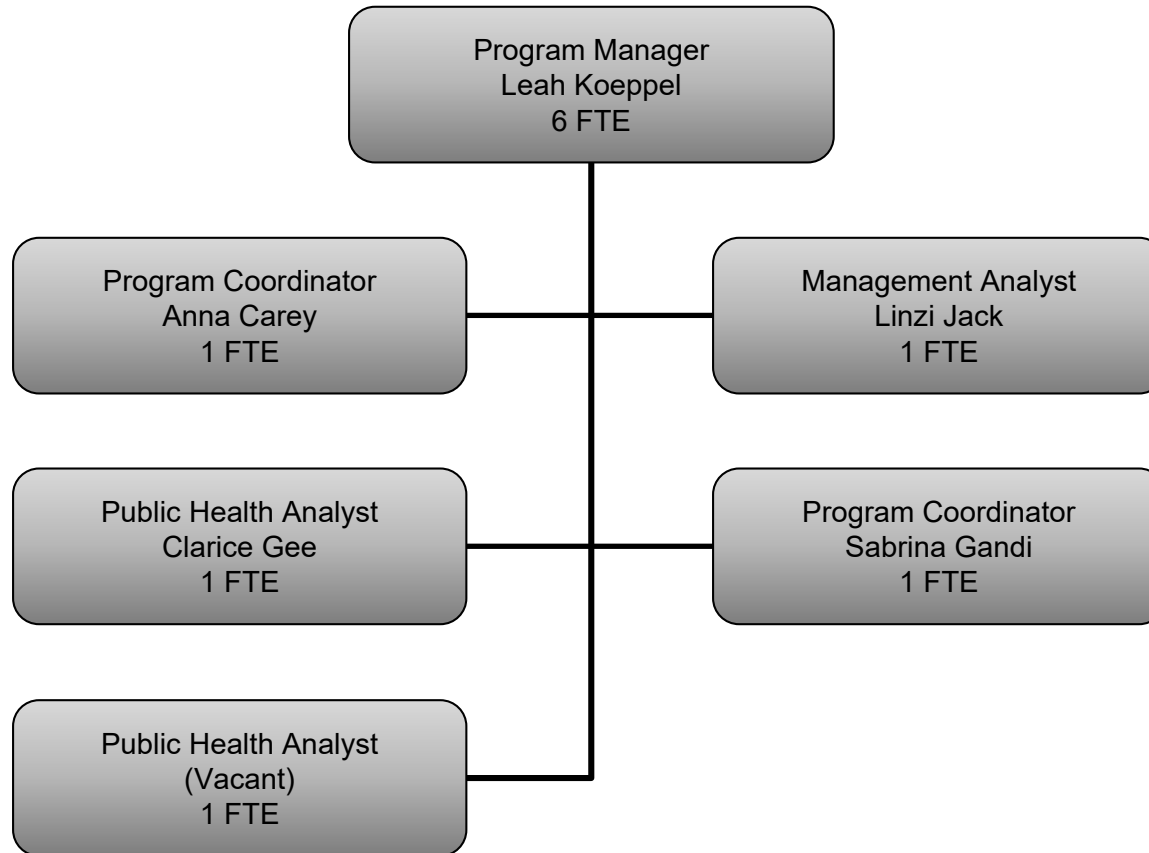 Program Manager
Leah Koeppel
6 FTE
Program Coordinator
Anna Carey
1 FTE
Management Analyst
Linzi Jack
1 FTE
Public Health Analyst
Clarice Gee
1 FTE
Program Coordinator
Sabrina Gandi
1 FTE
Public Health Analyst
(Vacant)
1 FTE